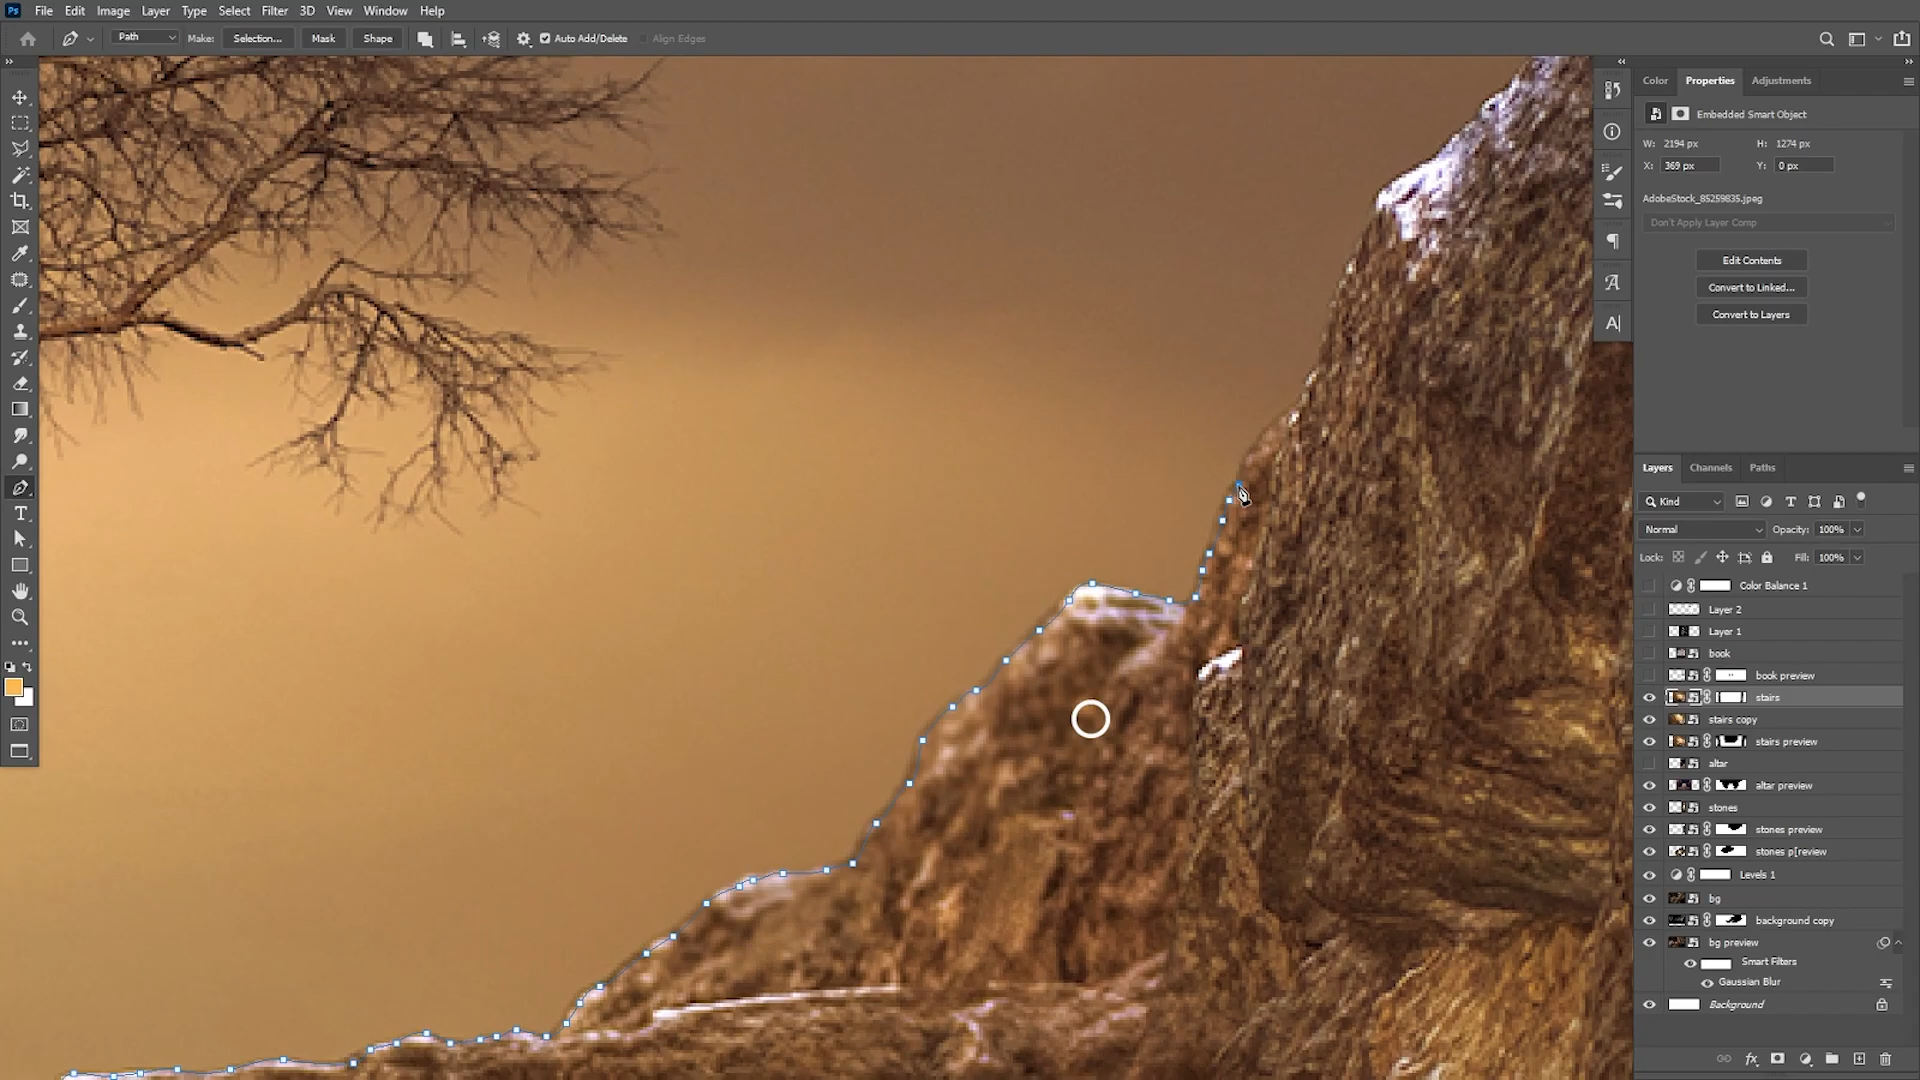 Ps File Edit Image Layer Type Select Filter 3D View Window Help
Path Make: Selection... Mask Shape Auto Add/Delete Align Edges
Color Properties Adjustments
Embedded Smart Object
W: 2194 px H: 1274 px
X: 369 px Y: 0 px
AdobeStock_85259835.jpeg
Don't Apply Layer Comp
Edit Contents
Convert to Linked...
Convert to Layers
Layers Channels Paths
Kind
Normal Opacity: 100%
Lock: Fill: 100%
Color Balance 1
Layer 2
Layer 1
book
book preview
stairs
stairs copy
stairs preview
altar
altar preview
stones
stones preview
stones p[review
Levels 1
bg
background copy
bg preview
Smart Filters
Gaussian Blur
Background